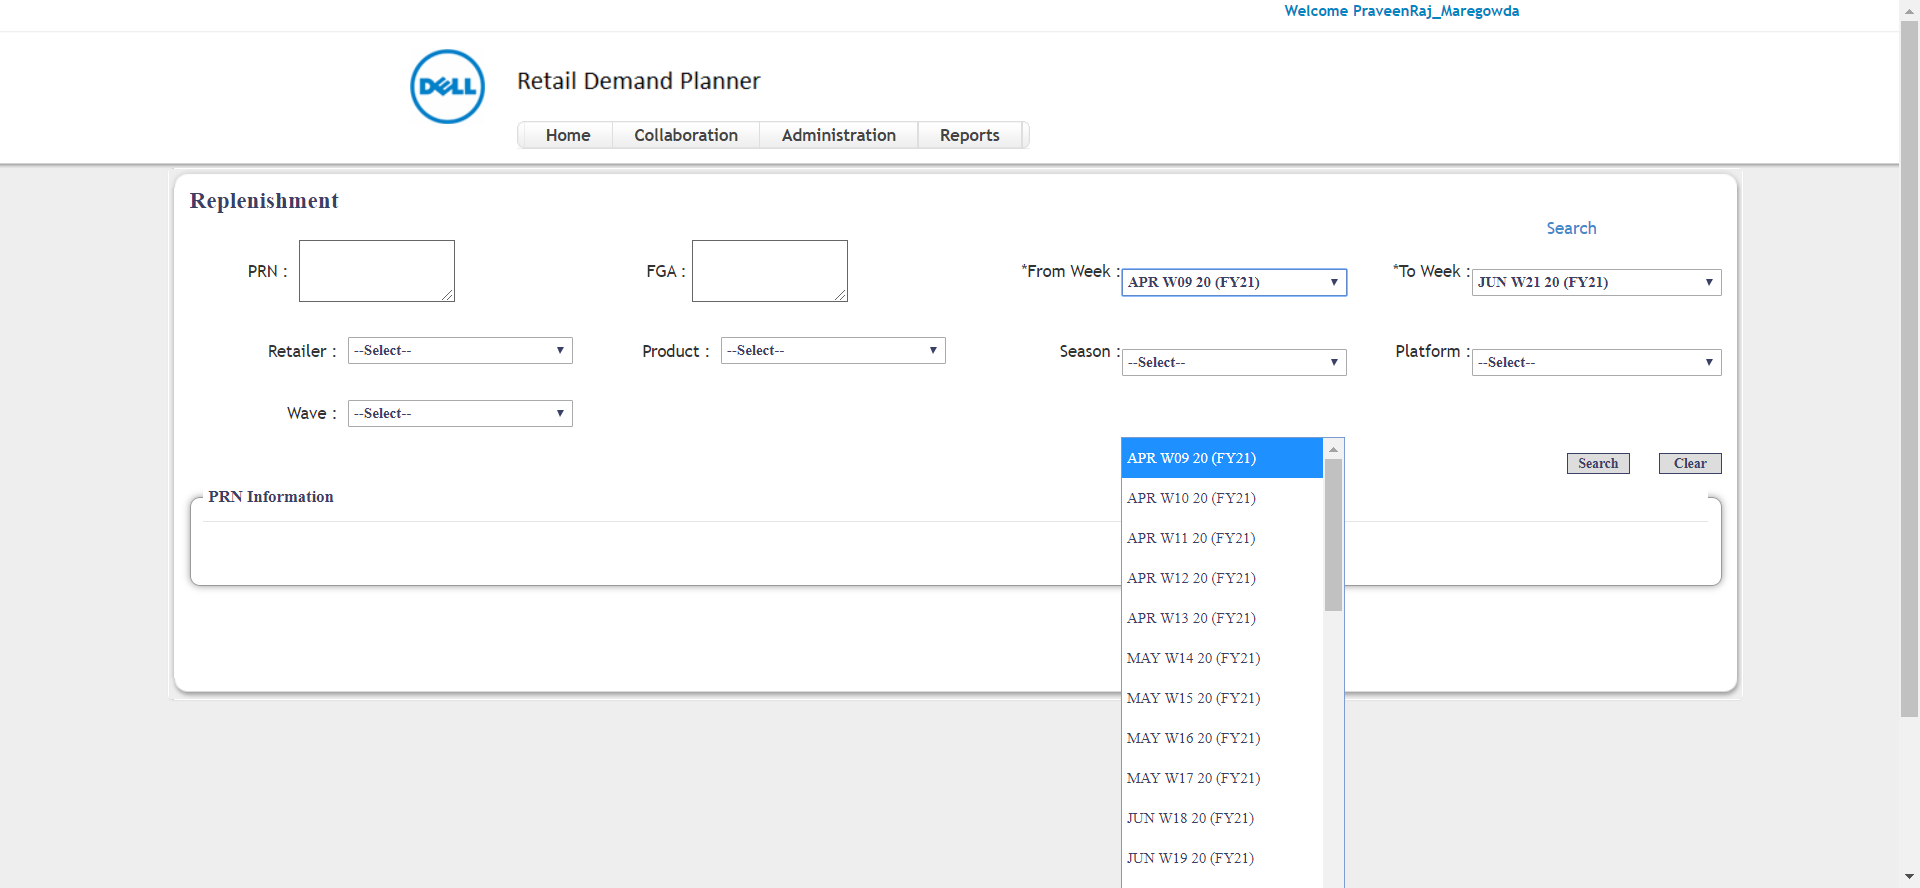 Welcome PraveenRaj_Maregowda
DELL
Retail Demand Planner
Home Collaboration Administration Reports
Replenishment
Search
PRN :
FGA :
*From Week : APR W09 20 (FY21)
*To Week : JUN W21 20 (FY21)
Retailer : --Select--
Product : --Select--
Season : --Select--
Platform : --Select--
Wave : --Select--
Search Clear
PRN Information
APR W09 20 (FY21)
APR W10 20 (FY21)
APR W11 20 (FY21)
APR W12 20 (FY21)
APR W13 20 (FY21)
MAY W14 20 (FY21)
MAY W15 20 (FY21)
MAY W16 20 (FY21)
MAY W17 20 (FY21)
JUN W18 20 (FY21)
JUN W19 20 (FY21)